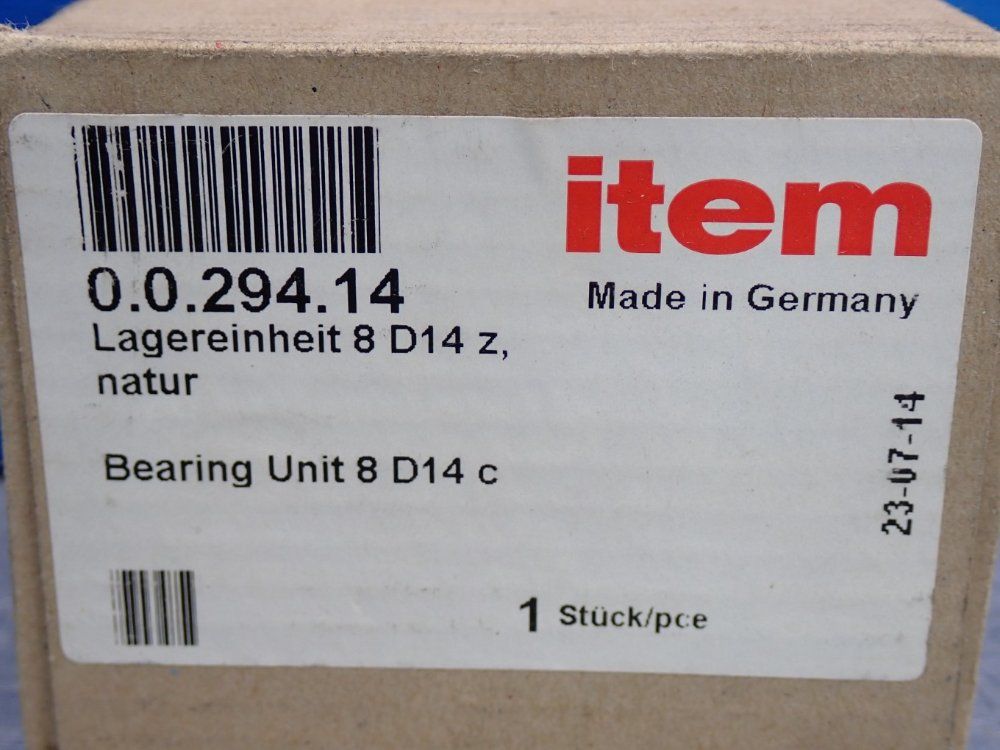 item
Made in Germany
0.0.294.14
Lagereinheit 8 D14 z,
natur
Bearing Unit 8 D14 c
23-07-14
1 Stück/pce